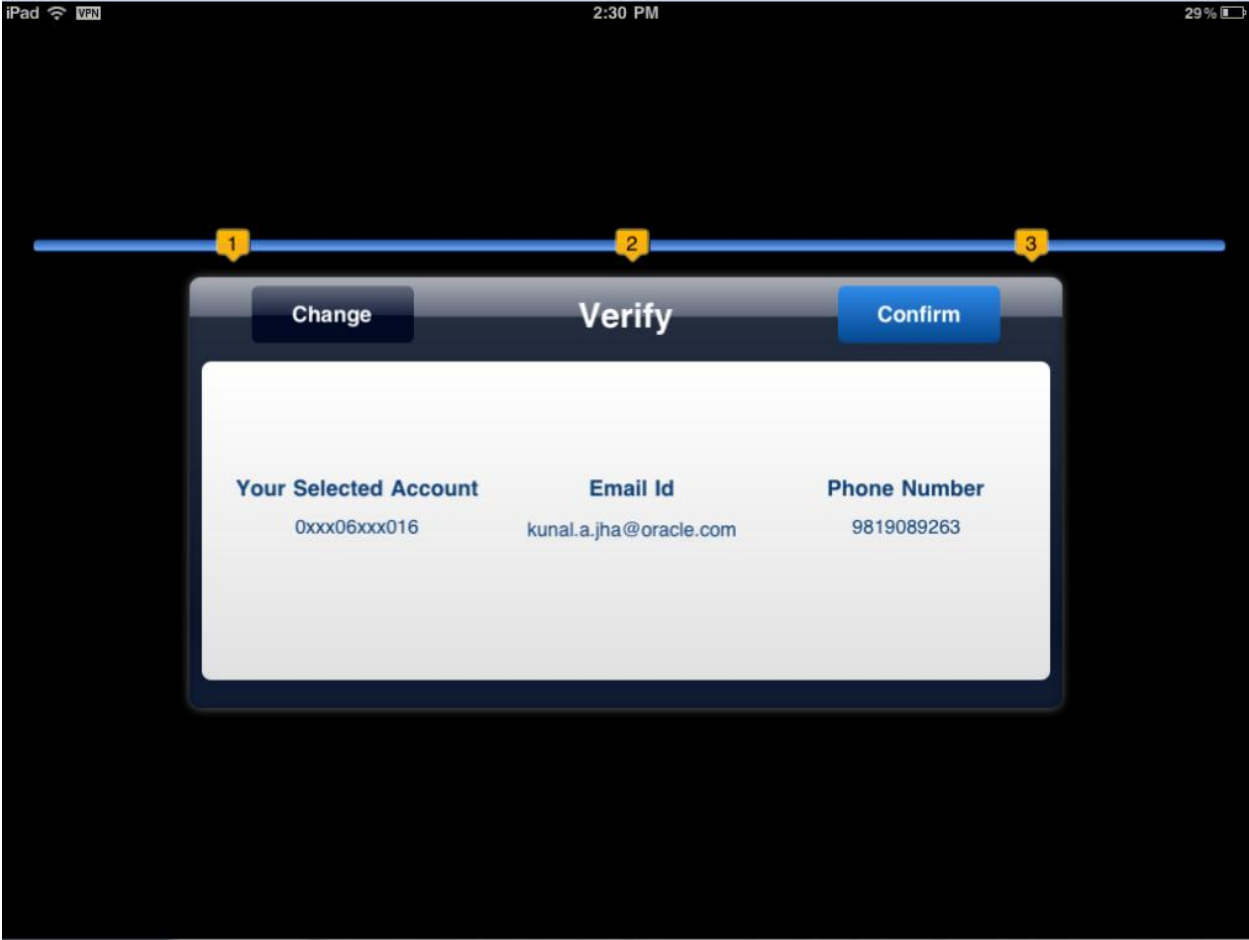 iPad VPN 2:30 PM 29%
1 2 3
Change Verify Confirm
Your Selected Account Email Id Phone Number
0xxx06xxx016 kunal.a.jha@oracle.com 9819089263